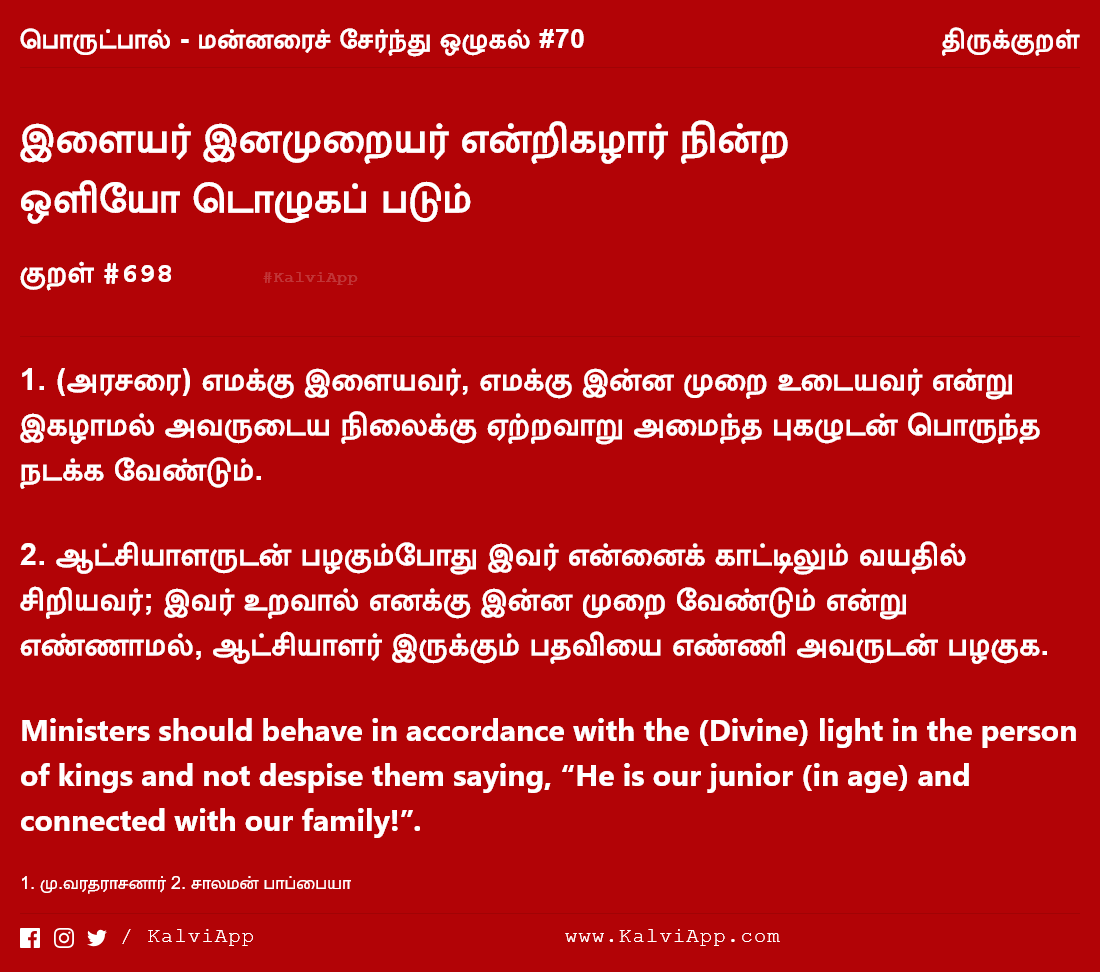 பொருட்பால் - மன்னரைச் சேர்ந்து ஒழுகல் #70 திருக்குறள்
இளையர் இனமுறையர் என்றிகழார் நின்ற
ஒளியோ டொழுகப் படும்
குறள் #698 #KalviApp
1. (அரசரை) எமக்கு இளையவர், எமக்கு இன்ன முறை உடையவர் என்று
இகழாமல் அவருடைய நிலைக்கு ஏற்றவாறு அமைந்த புகழுடன் பொருந்த
நடக்க வேண்டும்.
2. ஆட்சியாளருடன் பழகும்போது இவர் என்னைக் காட்டிலும் வயதில்
சிறியவர்; இவர் உறவால் எனக்கு இன்ன முறை வேண்டும் என்று
எண்ணாமல், ஆட்சியாளர் இருக்கும் பதவியை எண்ணி அவருடன் பழகுக.
Ministers should behave in accordance with the (Divine) light in the person
of kings and not despise them saying, “He is our junior (in age) and
connected with our family!”.
1. மு.வரதராசனார் 2. சாலமன் பாப்பையா
/ KalviApp www.KalviApp.com